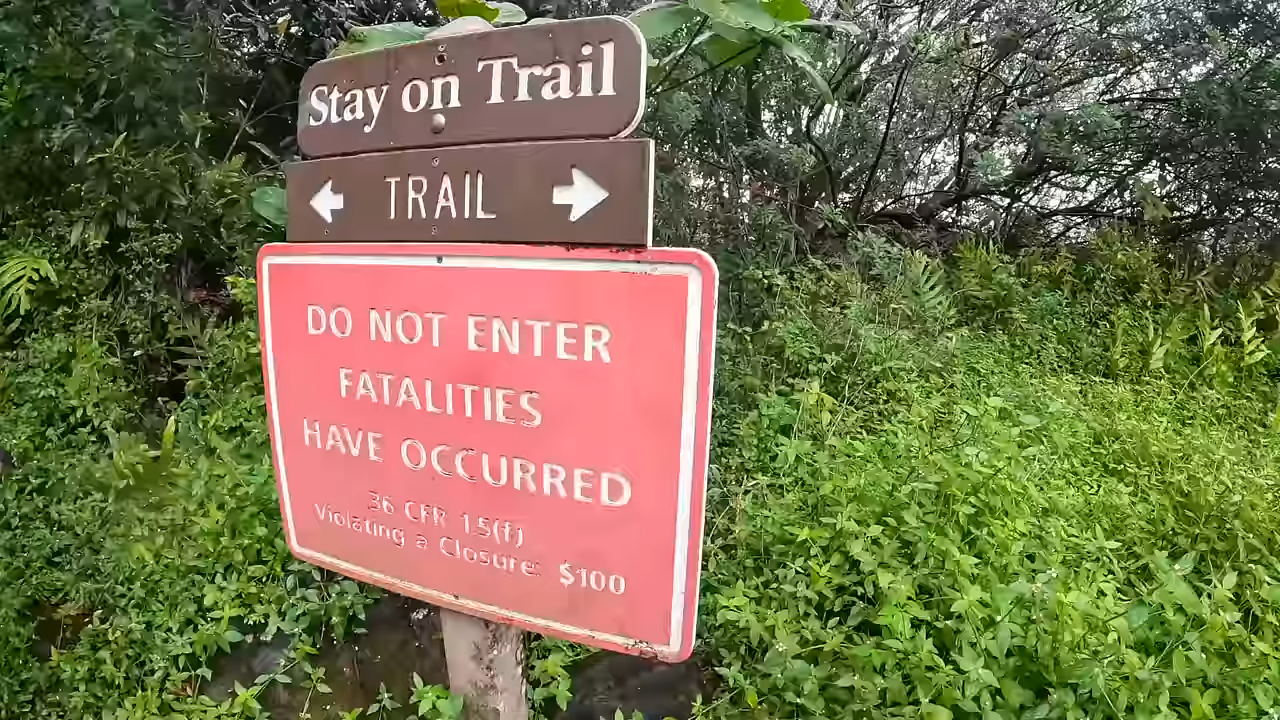 Stay on Trail
TRAIL
DO NOT ENTER
FATALITIES
HAVE OCCURRED
36 CFR 1.5(f)
Violating a Closure: $100